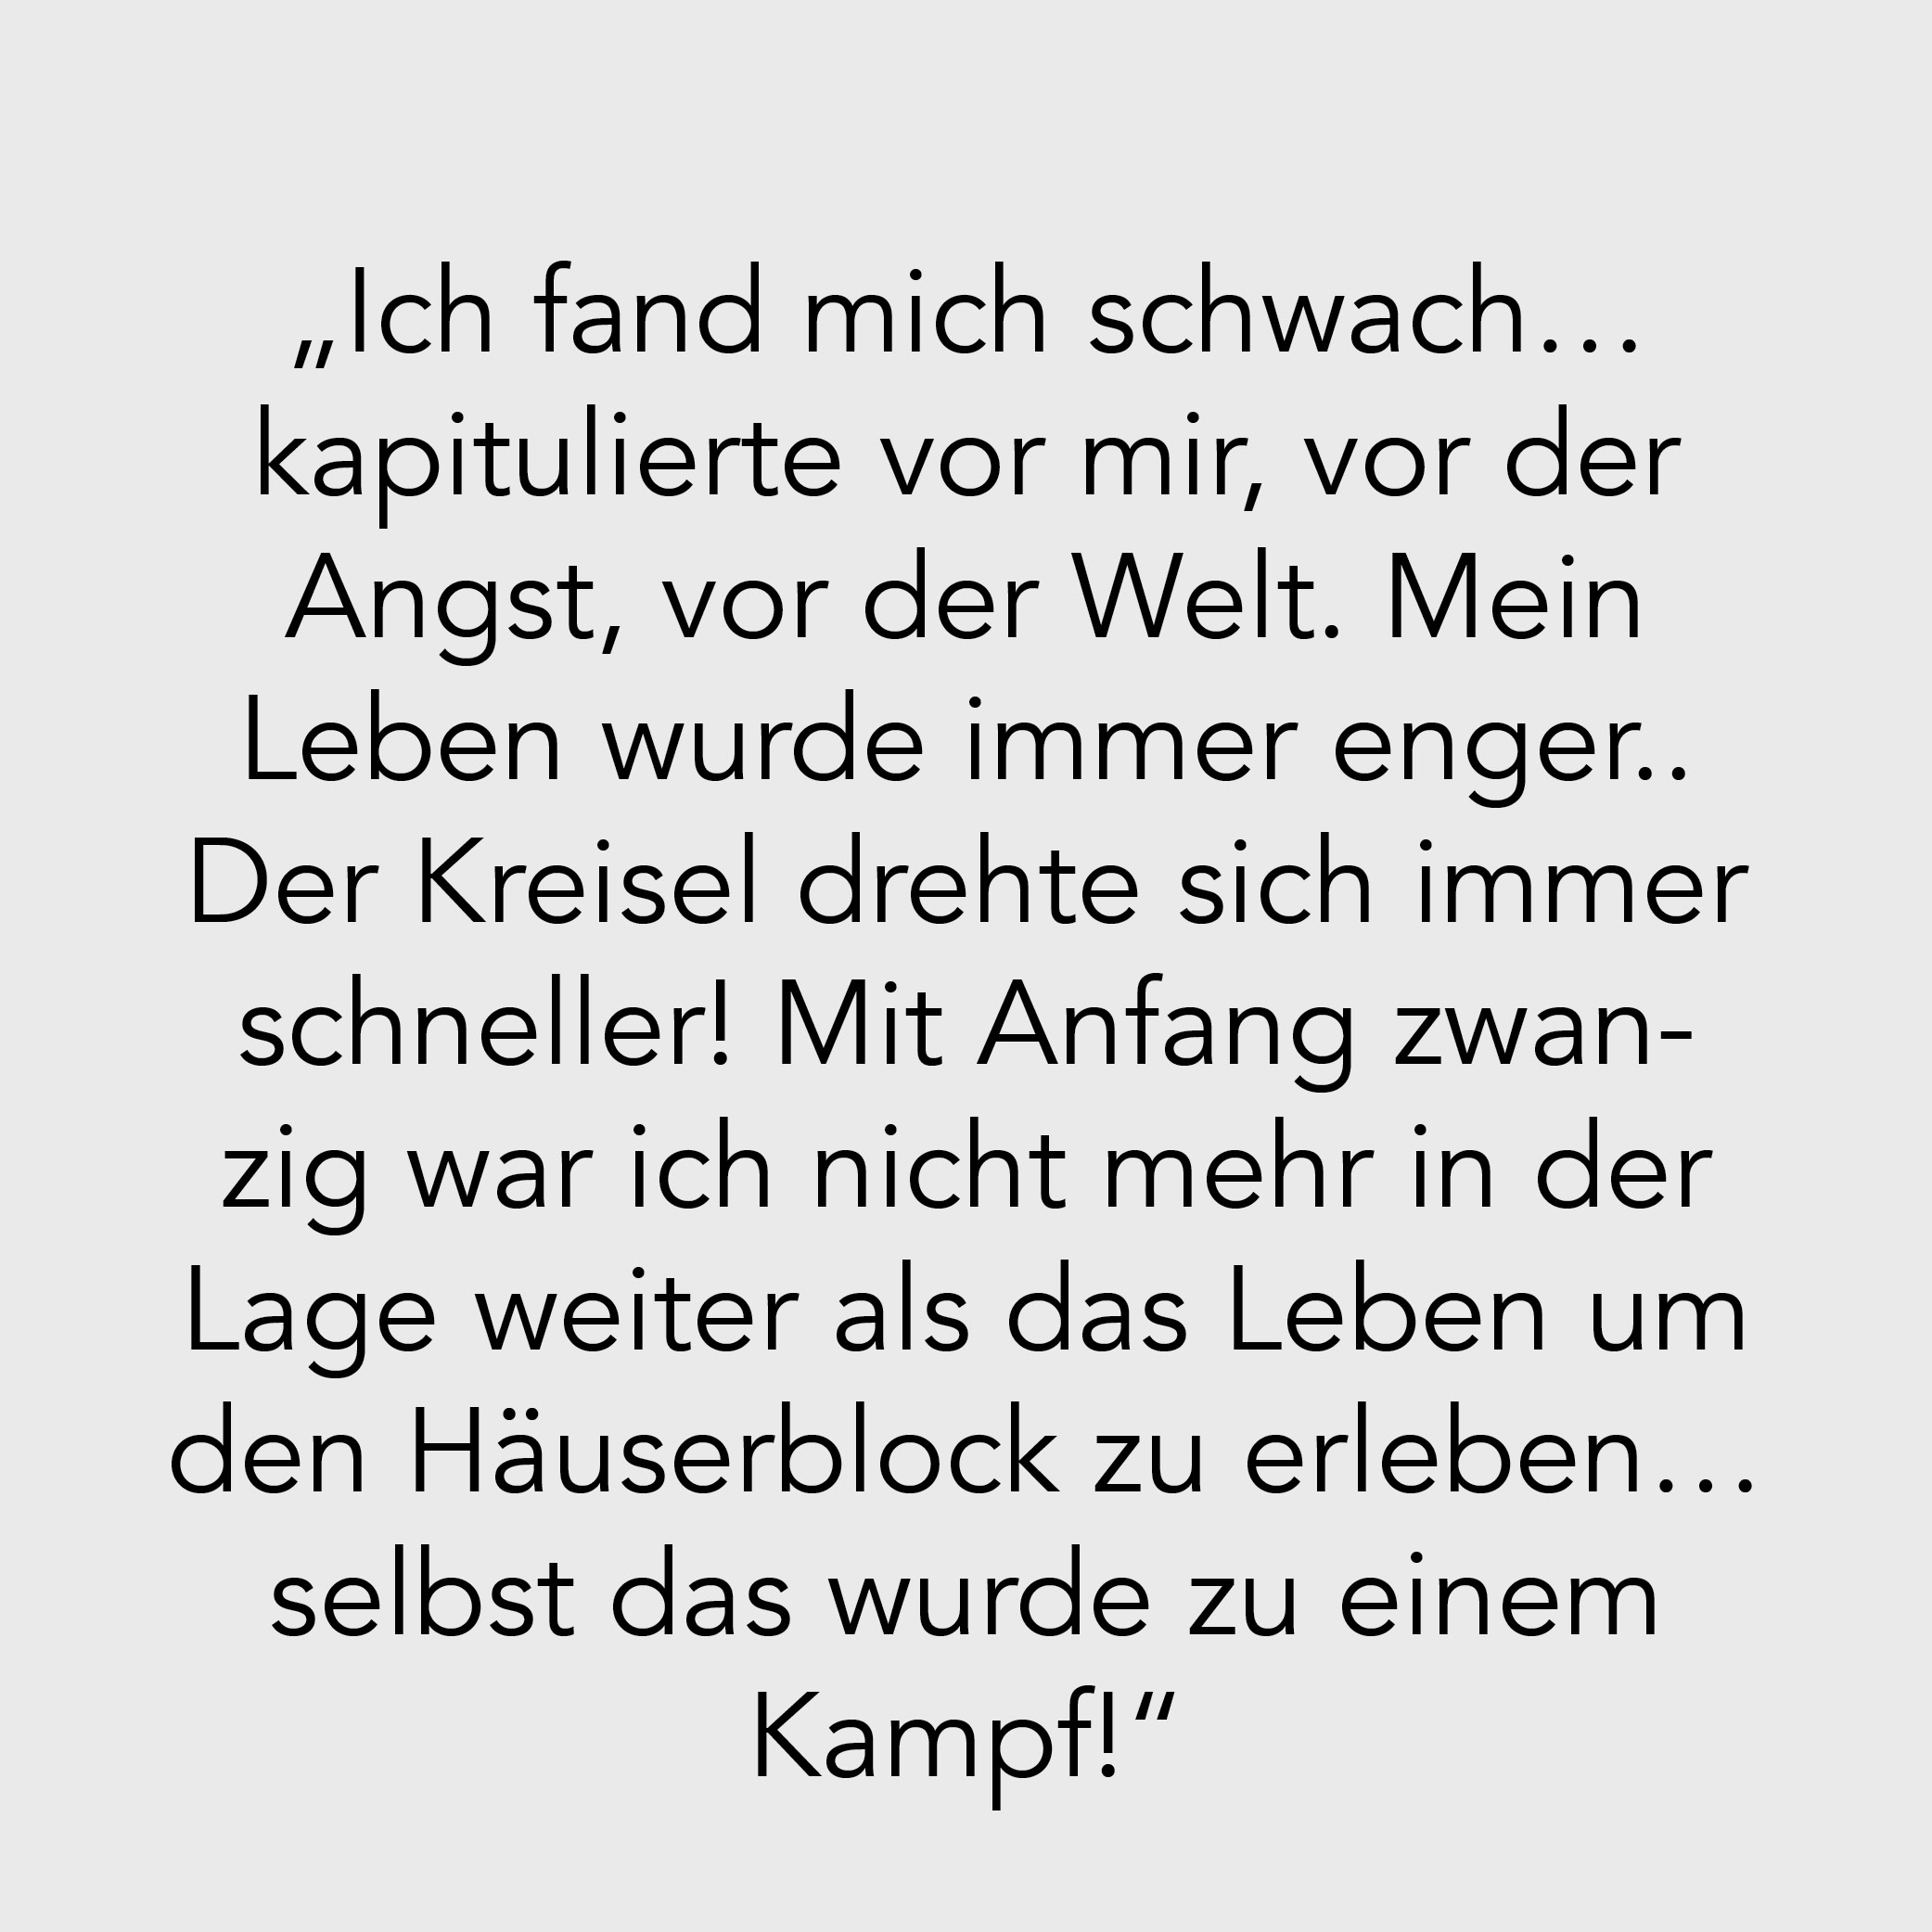 „Ich fand mich schwach...
kapitulierte vor mir, vor der
Angst, vor der Welt. Mein
Leben wurde immer enger..
Der Kreisel drehte sich immer
schneller! Mit Anfang zwan-
zig war ich nicht mehr in der
Lage weiter als das Leben um
den Häuserblock zu erleben...
selbst das wurde zu einem
Kampf!“